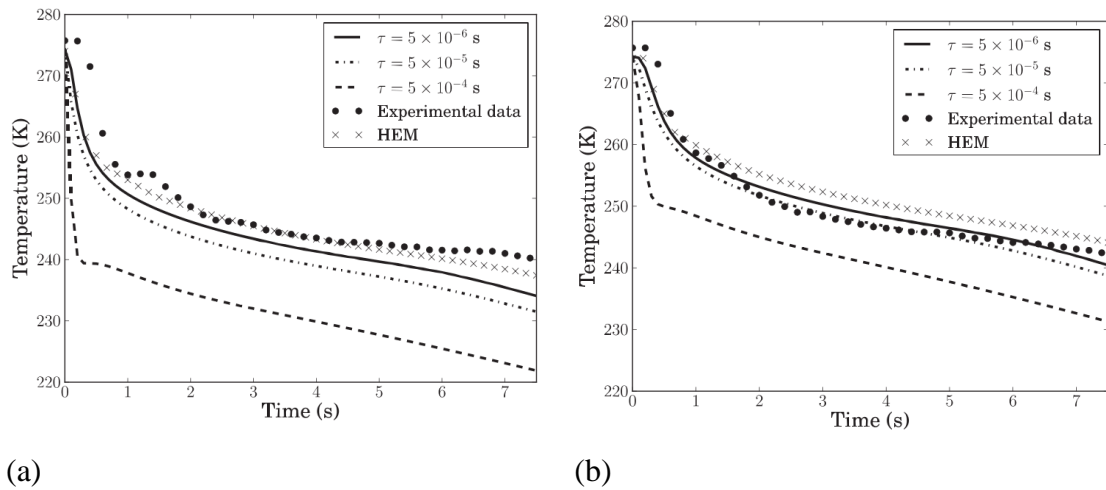 280
270
260
250
240
230
220
0 1 2 3 4 5 6 7
Temperature (K)
Time (s)
τ = 5 × 10⁻⁶ s
τ = 5 × 10⁻⁵ s
τ = 5 × 10⁻⁴ s
Experimental data
HEM
(a)
280
270
260
250
240
230
220
0 1 2 3 4 5 6 7
Temperature (K)
Time (s)
τ = 5 × 10⁻⁶ s
τ = 5 × 10⁻⁵ s
τ = 5 × 10⁻⁴ s
Experimental data
HEM
(b)